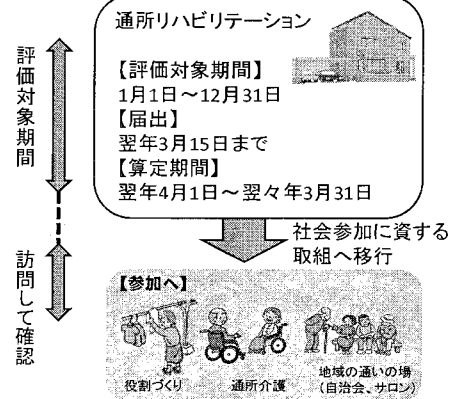 通所リハビリテーション
評価対象期間
【評価対象期間】
1月1日～12月31日
【届出】
翌年3月15日まで
【算定期間】
翌年4月1日～翌々年3月31日
社会参加に資する
取組へ移行
訪問して確認
【参加へ】
役割づくり
通所介護
地域の通いの場
（自治会、サロン）